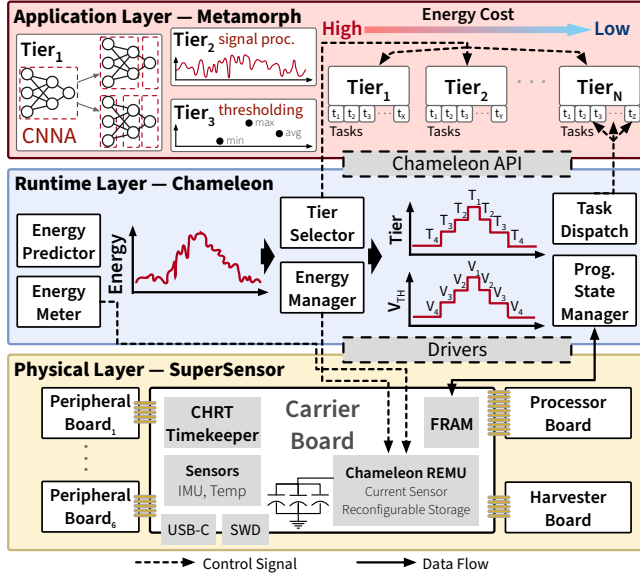 Application Layer — Metamorph
Energy Cost
High
Low
Tier1
CNNA
Tier2
signal proc.
Tier3
thresholding
max
avg
min
Tier1
t1 t2 t3 ··· tX
Tasks
Tier2
t1 t2 t3 ··· tY
Tasks
· · ·
TierN
t1 t2 t3 ··· tZ
Tasks
Chameleon API
Runtime Layer — Chameleon
Energy
Predictor
Energy
Meter
Energy
Tier
Selector
Energy
Manager
Tier
T4 T3 T2 T1 T2 T3 T4
VTH
V4 V3 V2 V1 V2 V3 V4
Task
Dispatch
Prog.
State
Manager
Drivers
Physical Layer — SuperSensor
Peripheral
Board1
Peripheral
Board6
CHRT
Timekeeper
Carrier
Board
FRAM
Sensors
IMU, Temp
Chameleon REMU
Current Sensor
Reconfigurable Storage
USB-C
SWD
Processor
Board
Harvester
Board
Control Signal
Data Flow